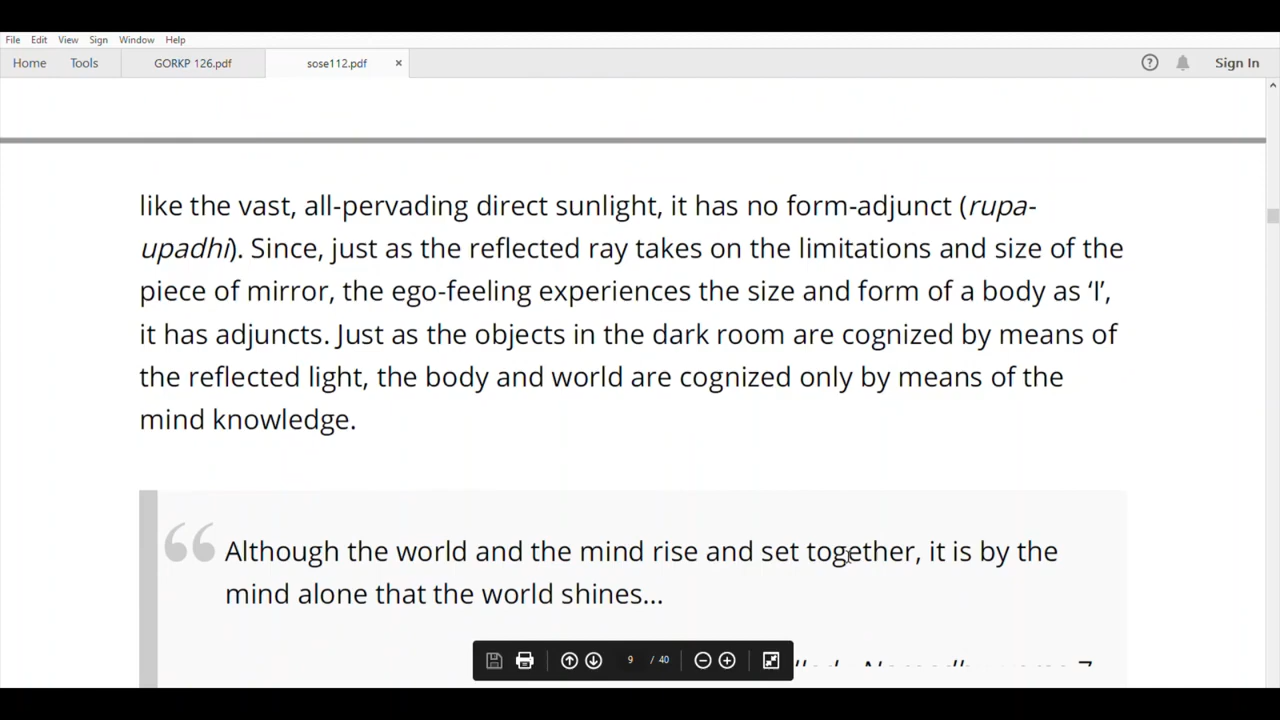 File Edit View Sign Window Help
Home Tools GORKP 126.pdf sose112.pdf × ? Sign In
like the vast, all-pervading direct sunlight, it has no form-adjunct (rupa-
upadhi). Since, just as the reflected ray takes on the limitations and size of the
piece of mirror, the ego-feeling experiences the size and form of a body as ‘I’,
it has adjuncts. Just as the objects in the dark room are cognized by means of
the reflected light, the body and world are cognized only by means of the
mind knowledge.
“ Although the world and the mind rise and set together, it is by the
mind alone that the world shines...
9 / 40